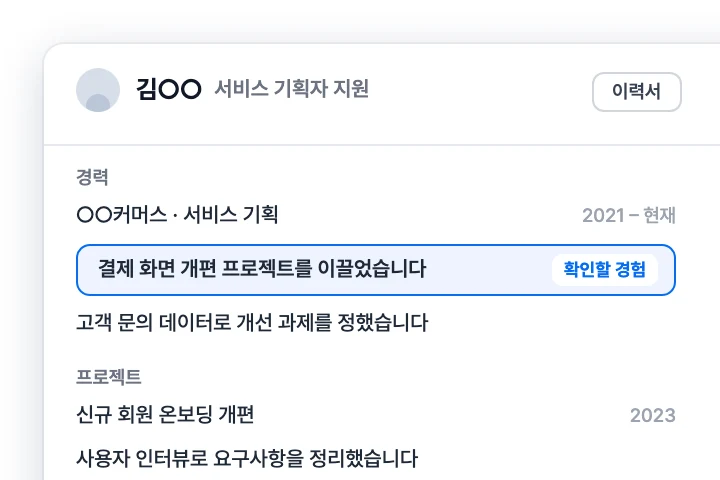 김○○ 서비스 기획자 지원 이력서
경력
○○커머스 · 서비스 기획 2021 – 현재
결제 화면 개편 프로젝트를 이끌었습니다 확인할 경험
고객 문의 데이터로 개선 과제를 정했습니다
프로젝트
신규 회원 온보딩 개편 2023
사용자 인터뷰로 요구사항을 정리했습니다